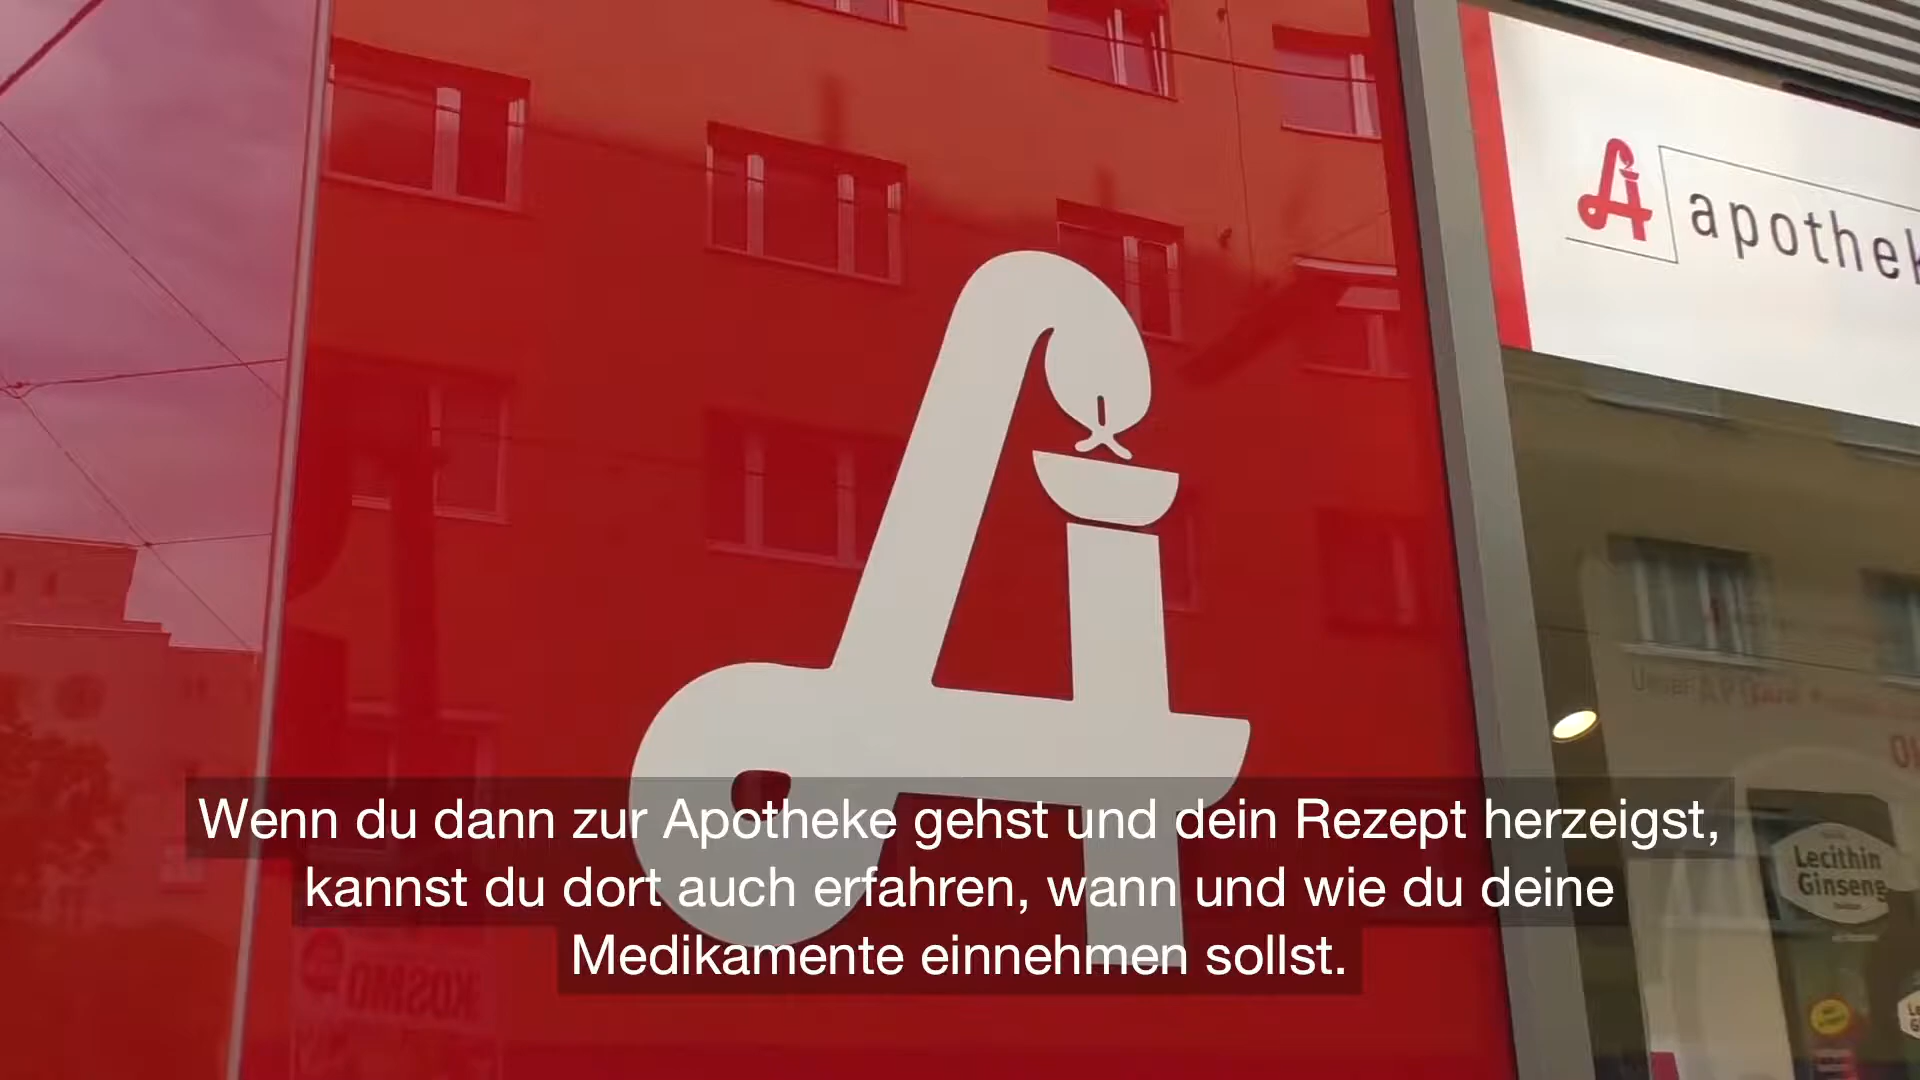 apothek
Lecithin
Ginseng
Wenn du dann zur Apotheke gehst und dein Rezept herzeigst,
kannst du dort auch erfahren, wann und wie du deine
Medikamente einnehmen sollst.
KOSMO